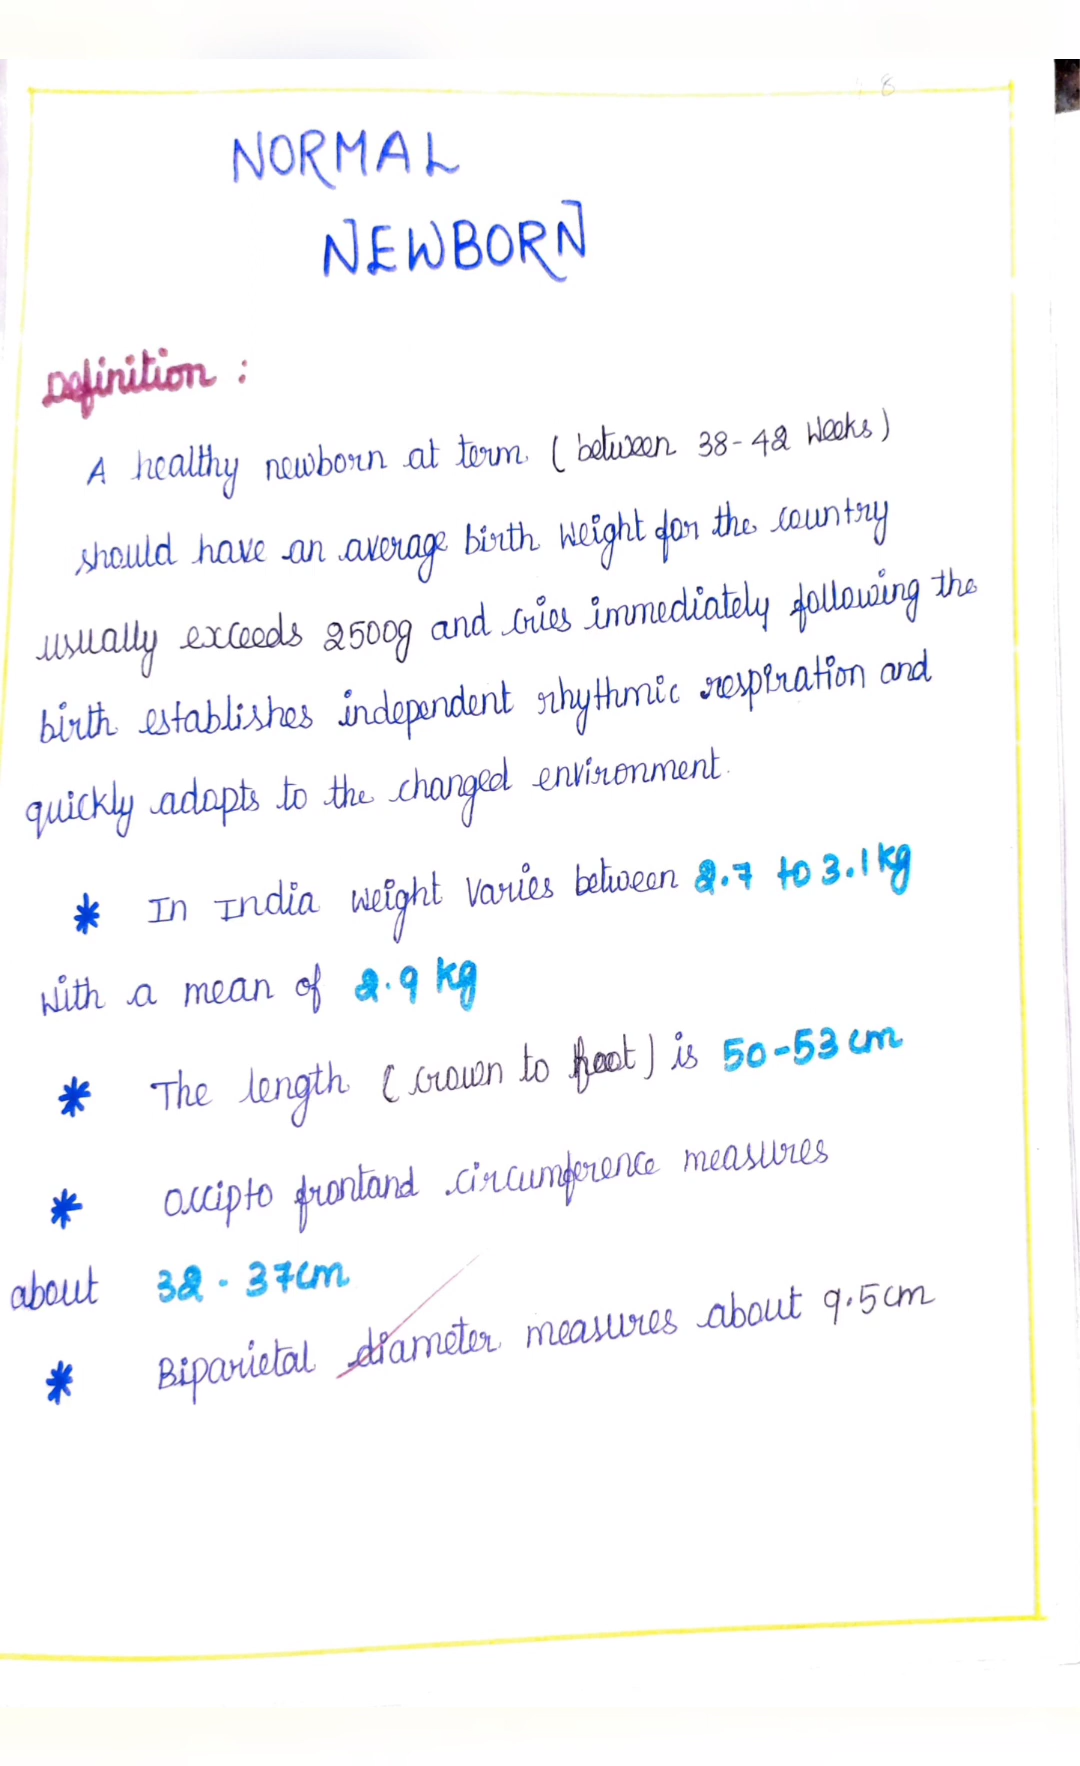 8
NORMAL
NEWBORN
Definition :
A healthy newborn at term (between 38-42 weeks)
should have an average birth weight for the country
usually exceeds 2500g and cries immediately following the
birth establishes independent rhythmic respiration and
quickly adapts to the changed environment.
* In India weight varies between 2.7 to 3.1 kg
with a mean of 2.9 kg
* The length (crown to foot) is 50-53 cm
* occipto frontand circumference measures
about 32 - 37cm
* Biparietal diameter measures about 9.5cm